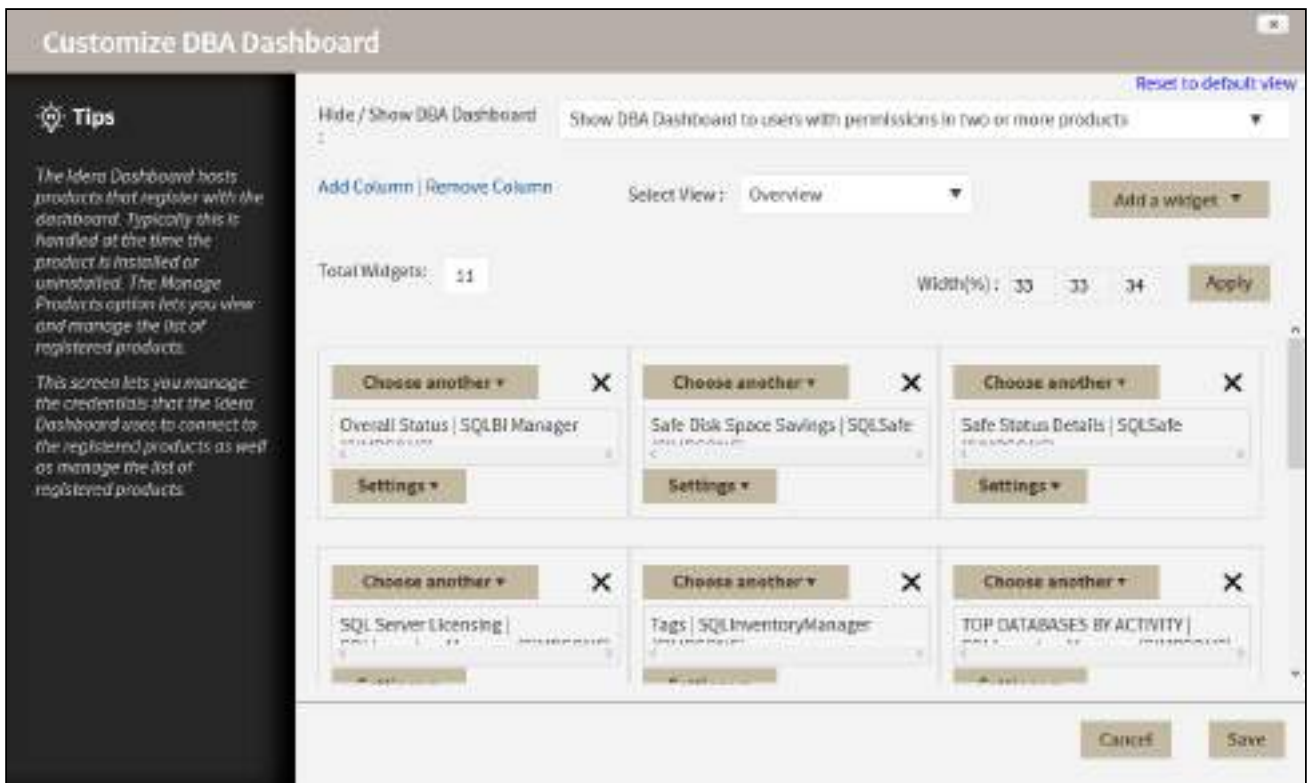 Customize DBA Dashboard
Reset to default view
Tips
The Idera Dashboard hosts
products that register with the
dashboard. Typically this is
handled at the time the
product is installed or
uninstalled. The Manage
Products option lets you view
and manage the list of
registered products.
This screen lets you manage
the credentials that the Idera
Dashboard uses to connect to
the registered products as well
as manage the list of
registered products.
Hide / Show DBA Dashboard : Show DBA Dashboard to users with permissions in two or more products
Add Column | Remove Column Select View : Overview Add a widget
Total Widgets: 11 Width(%) : 33 33 34 Apply
Choose another Choose another Choose another
Overall Status | SQLBI Manager Safe Disk Space Savings | SQLSafe Safe Status Details | SQLSafe
Settings Settings Settings
Choose another Choose another Choose another
SQL Server Licensing | Tags | SQLInventoryManager TOP DATABASES BY ACTIVITY |
Cancel Save